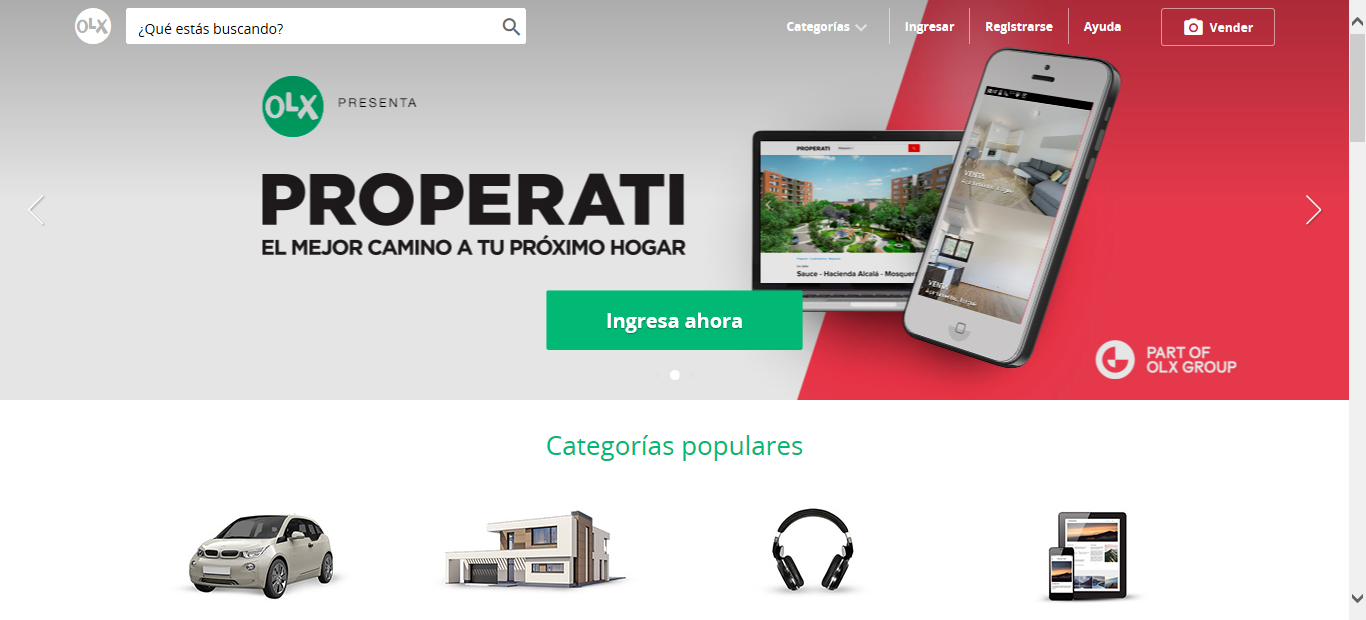 OLX
¿Qué estás buscando?
Categorías
Ingresar
Registrarse
Ayuda
Vender
OLX PRESENTA
PROPERATI
EL MEJOR CAMINO A TU PRÓXIMO HOGAR
PROPERATI
Sauce - Hacienda Alcalá - Mosquera
VENTA
VENTA
Ingresa ahora
PART OF
OLX GROUP
Categorías populares